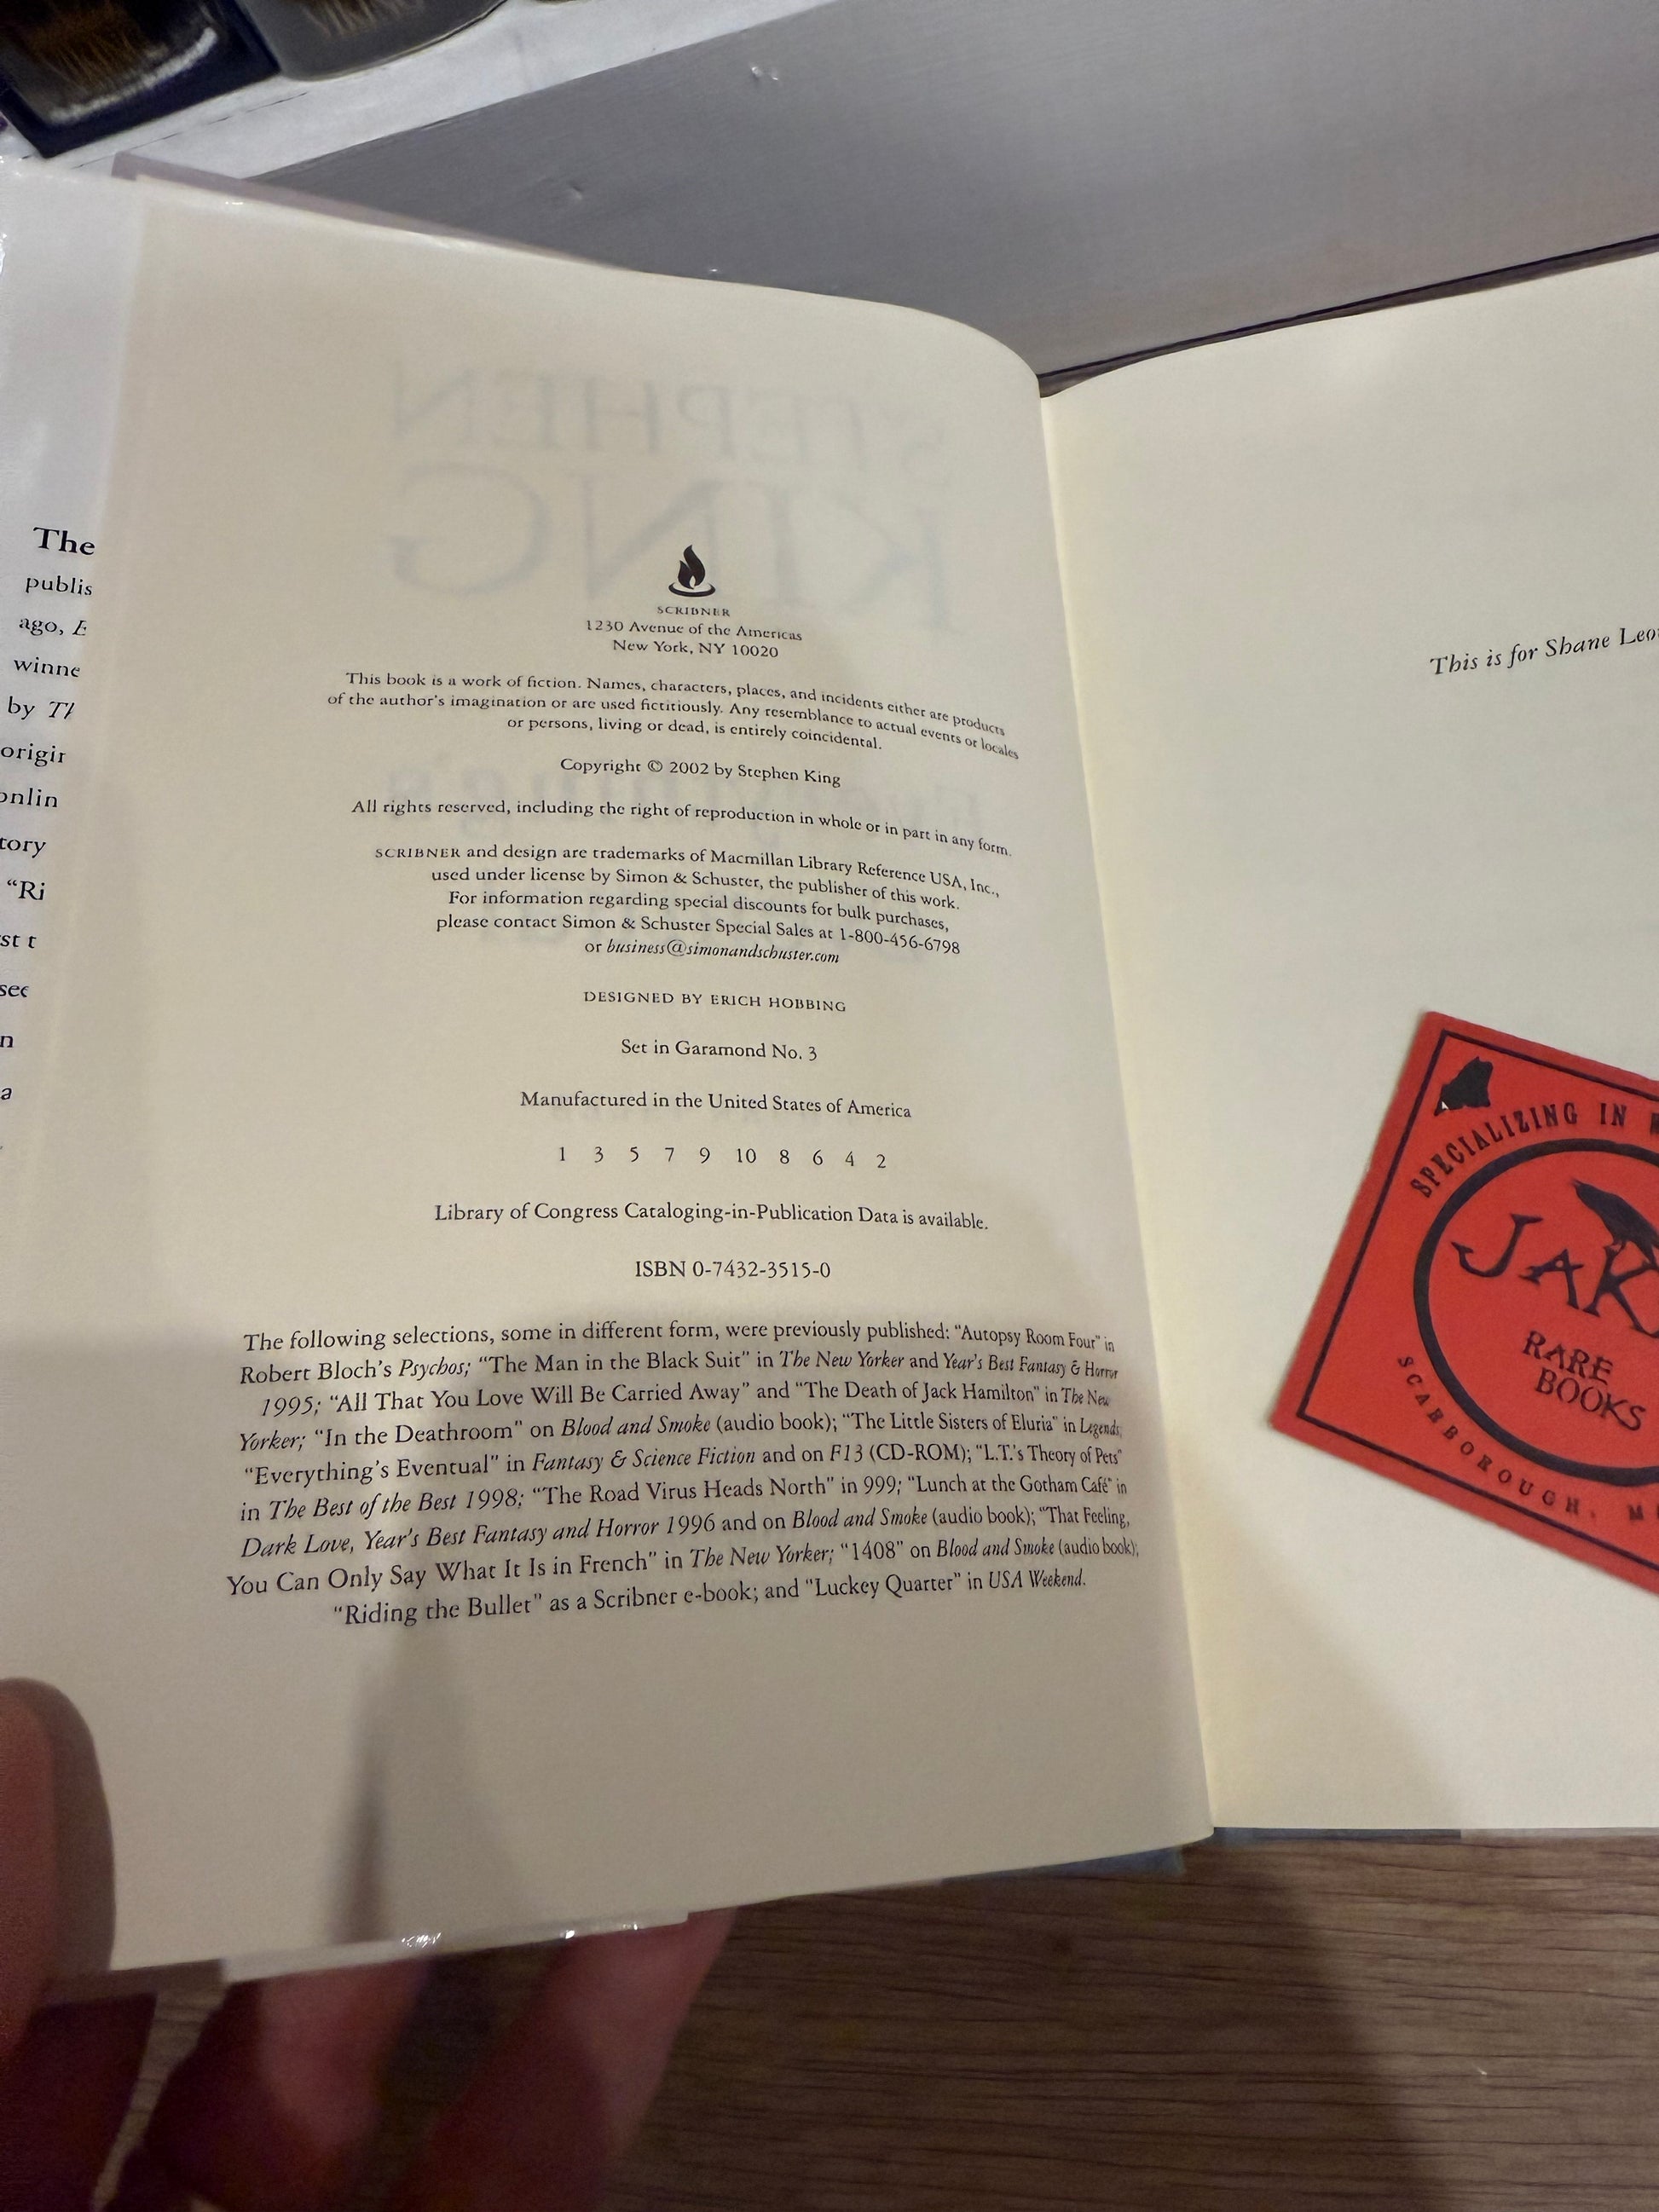 The
publis
ago, E
winne
by Th
origin
onlin
tory
“Ri
st t
see
n
a
SCRIBNER
1230 Avenue of the Americas
New York, NY 10020
This book is a work of fiction. Names, characters, places, and incidents either are products
of the author's imagination or are used fictitiously. Any resemblance to actual events or locales
or persons, living or dead, is entirely coincidental.
Copyright © 2002 by Stephen King
All rights reserved, including the right of reproduction in whole or in part in any form.
SCRIBNER and design are trademarks of Macmillan Library Reference USA, Inc.,
used under license by Simon & Schuster, the publisher of this work.
For information regarding special discounts for bulk purchases,
please contact Simon & Schuster Special Sales at 1-800-456-6798
or business@simonandschuster.com
DESIGNED BY ERICH HOBBING
Set in Garamond No. 3
Manufactured in the United States of America
1 3 5 7 9 10 8 6 4 2
Library of Congress Cataloging-in-Publication Data is available.
ISBN 0-7432-3515-0
The following selections, some in different form, were previously published: “Autopsy Room Four” in
Robert Bloch's Psychos; “The Man in the Black Suit” in The New Yorker and Year's Best Fantasy & Horror
1995; “All That You Love Will Be Carried Away” and “The Death of Jack Hamilton” in The New
Yorker; “In the Deathroom” on Blood and Smoke (audio book); “The Little Sisters of Eluria” in Legends;
“Everything's Eventual” in Fantasy & Science Fiction and on F13 (CD-ROM); “L.T.'s Theory of Pets”
in The Best of the Best 1998; “The Road Virus Heads North” in 999; “Lunch at the Gotham Café” in
Dark Love, Year's Best Fantasy and Horror 1996 and on Blood and Smoke (audio book); “That Feeling,
You Can Only Say What It Is in French” in The New Yorker; “1408” on Blood and Smoke (audio book);
“Riding the Bullet” as a Scribner e-book; and “Luckey Quarter” in USA Weekend.
This is for Shane Leo
SPECIALIZING IN
JAK
RARE
BOOKS
SCARBOROUGH, M